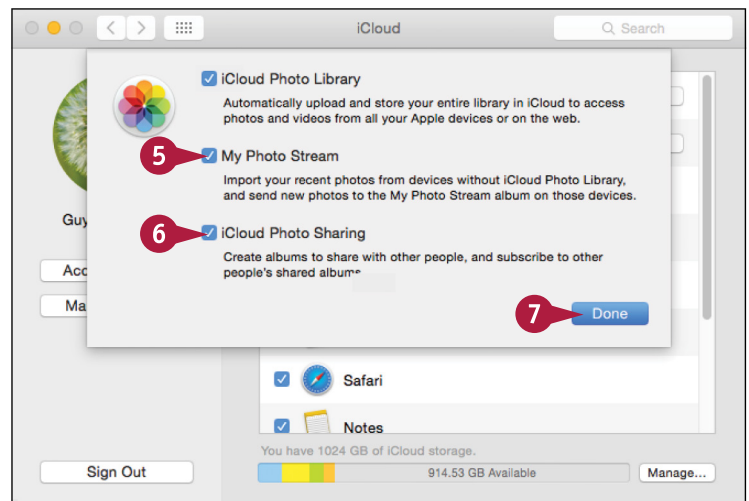 iCloud
Search
iCloud Photo Library
Automatically upload and store your entire library in iCloud to access
photos and videos from all your Apple devices or on the web.
5
My Photo Stream
Import your recent photos from devices without iCloud Photo Library,
and send new photos to the My Photo Stream album on those devices.
Guy
6
iCloud Photo Sharing
Create albums to share with other people, and subscribe to other
people's shared albums
Acc
Ma
7
Done
Safari
Notes
You have 1024 GB of iCloud storage.
Sign Out
914.53 GB Available
Manage...